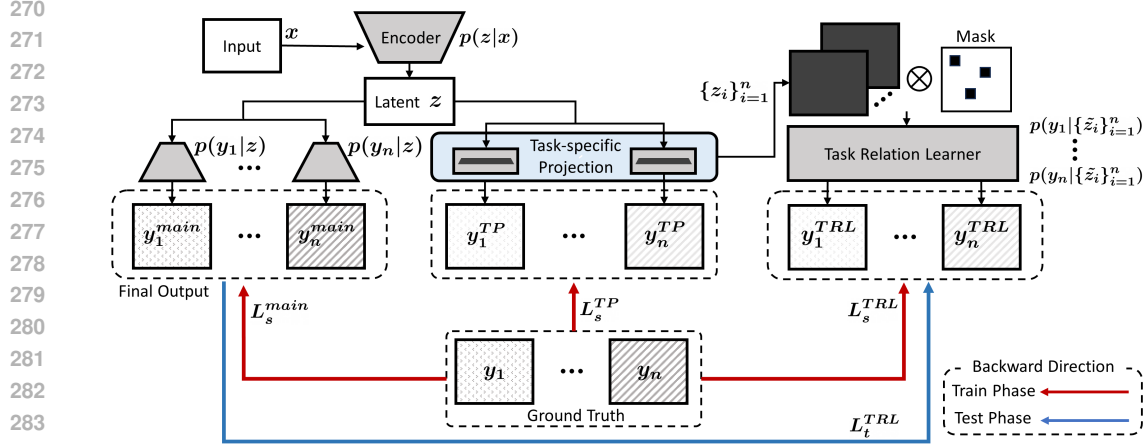 270
271
272
273
274
275
276
277
278
279
280
281
282
283
Input
x
Encoder
p(z|x)
Latent z
p(y_1|z)
...
p(y_n|z)
Task-specific
Projection
{z_i}_{i=1}^n
Mask
⊗
Task Relation Learner
p(y_1|{z̃_i}_{i=1}^n)
p(y_n|{z̃_i}_{i=1}^n)
y_1^{main}
...
y_n^{main}
Final Output
y_1^{TP}
...
y_n^{TP}
y_1^{TRL}
...
y_n^{TRL}
L_s^{main}
L_s^{TP}
L_s^{TRL}
y_1
...
y_n
Ground Truth
L_t^{TRL}
Backward Direction
Train Phase
Test Phase